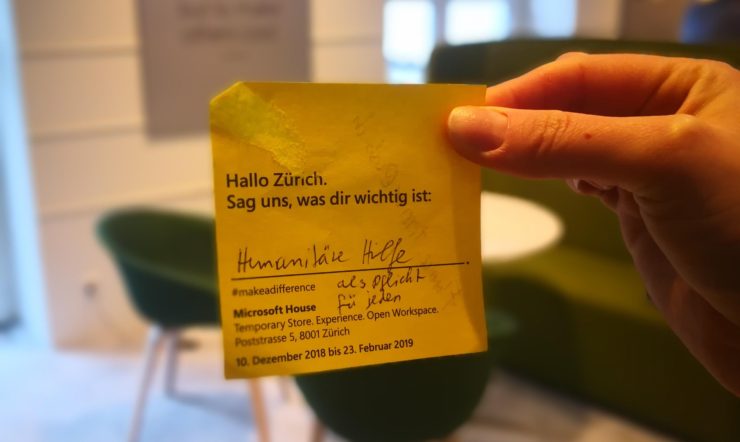 Hallo Zürich.
Sag uns, was dir wichtig ist:
Humanitäre Hilfe
#makeadifference
als pflicht
für jeden
Microsoft House
Temporary Store. Experience. Open Workspace.
Poststrasse 5, 8001 Zürich
10. Dezember 2018 bis 23. Februar 2019